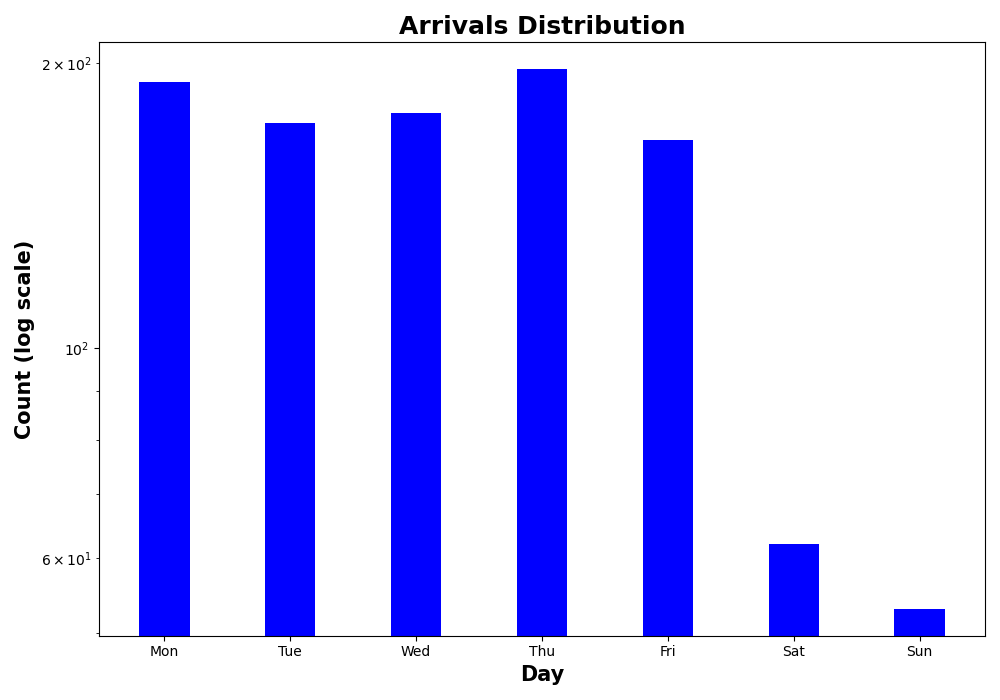 Arrivals Distribution
Count (log scale)
2 × 10²
10²
6 × 10¹
Mon Tue Wed Thu Fri Sat Sun
Day